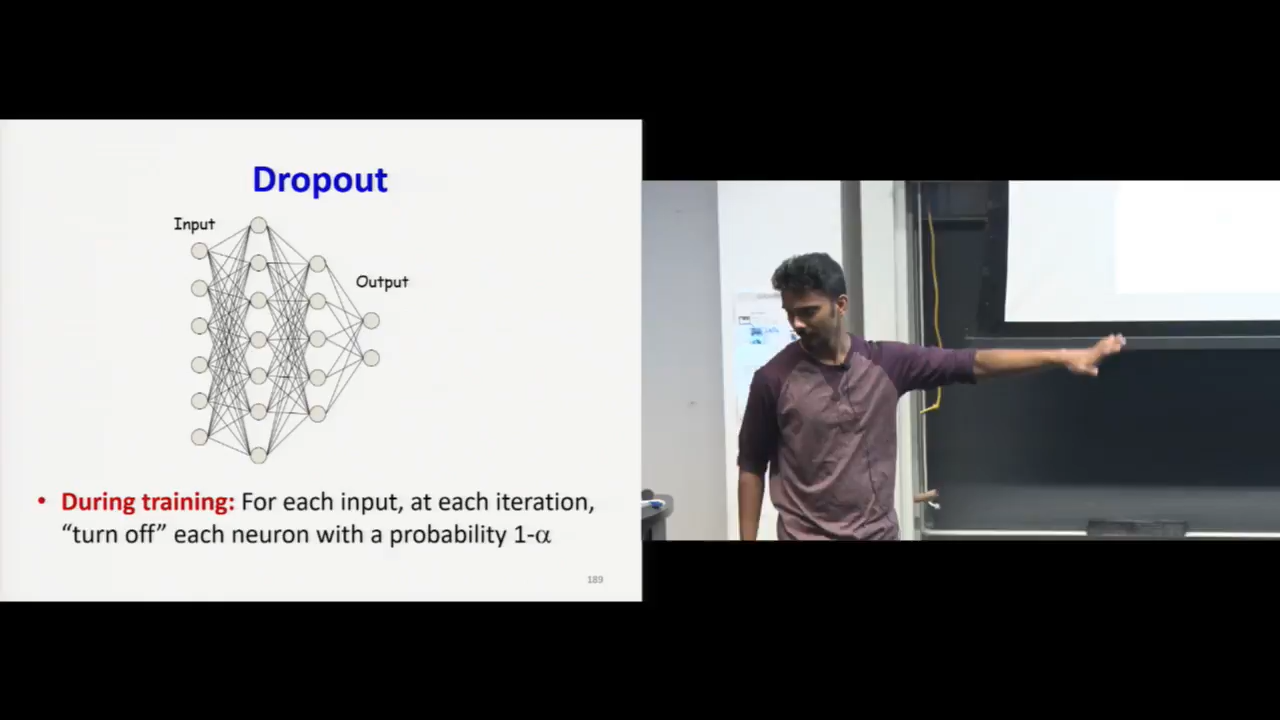 Dropout
Input
Output
• During training: For each input, at each iteration,
“turn off” each neuron with a probability 1-α
189